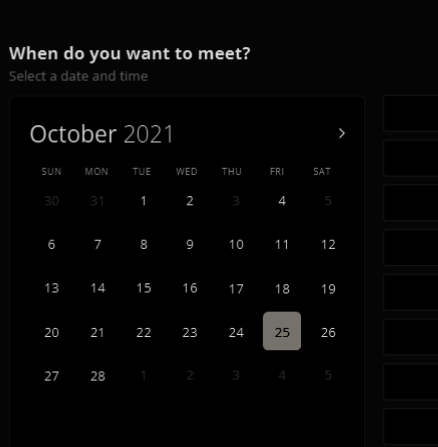 When do you want to meet?
Select a date and time
October 2021
SUN MON TUE WED THU FRI SAT
30 31 1 2 3 4 5
6 7 8 9 10 11 12
13 14 15 16 17 18 19
20 21 22 23 24 25 26
27 28 1 2 3 4 5